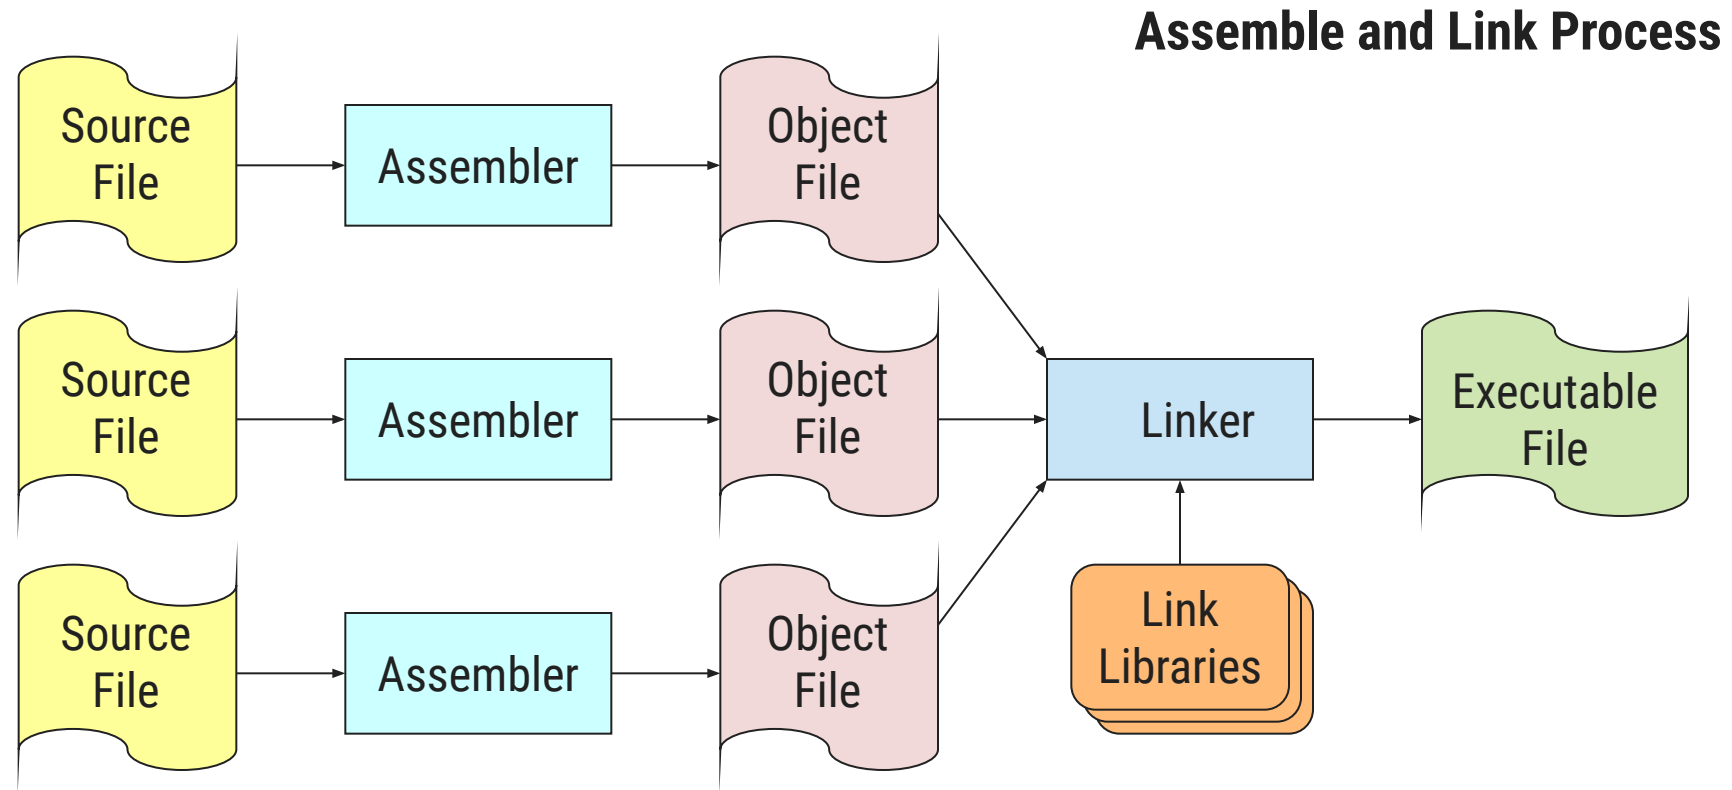 Assemble and Link Process
Source
File
Assembler
Object
File
Source
File
Assembler
Object
File
Linker
Executable
File
Source
File
Assembler
Object
File
Link
Libraries